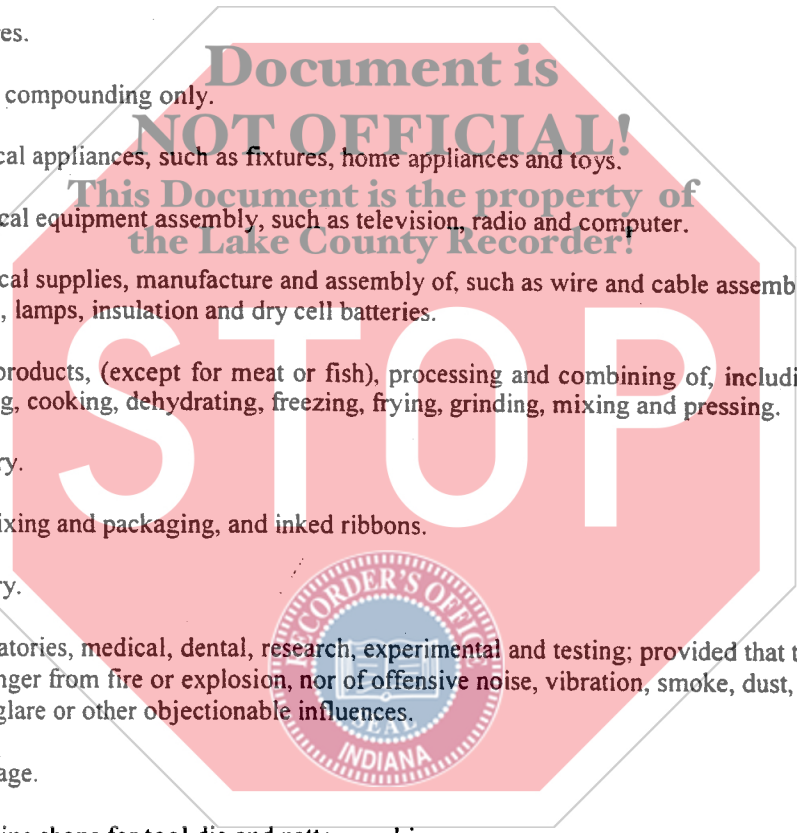 es.
Document is
compounding only.
NOT OFFICIAL!
cal appliances, such as fixtures, home appliances and toys.
This Document is the property of
cal equipment assembly, such as television, radio and computer.
the Lake County Recorder!
cal supplies, manufacture and assembly of, such as wire and cable assemb
, lamps, insulation and dry cell batteries.
STOP
products, (except for meat or fish), processing and combining of, includi
g, cooking, dehydrating, freezing, frying, grinding, mixing and pressing.
ry.
ixing and packaging, and inked ribbons.
ry.
RECORDER'S OFFICE
atories, medical, dental, research, experimental and testing; provided that t
nger from fire or explosion, nor of offensive noise, vibration, smoke, dust,
glare or other objectionable influences.
SEAL
INDIANA
age.